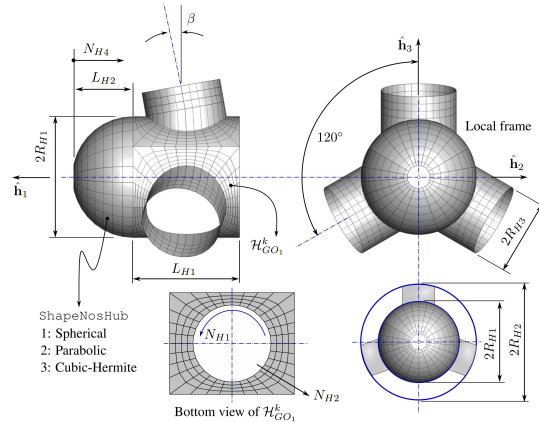 β
N_{H4}
L_{H2}
2R_{H1}
ĥ_1
L_{H1}
\mathcal{H}^k_{GO_1}
ShapeNosHub
1: Spherical
2: Parabolic
3: Cubic-Hermite
N_{H1}
N_{H2}
Bottom view of \mathcal{H}^k_{GO_1}
ĥ_3
120°
Local frame
ĥ_2
2R_{H3}
2R_{H1}
2R_{H2}